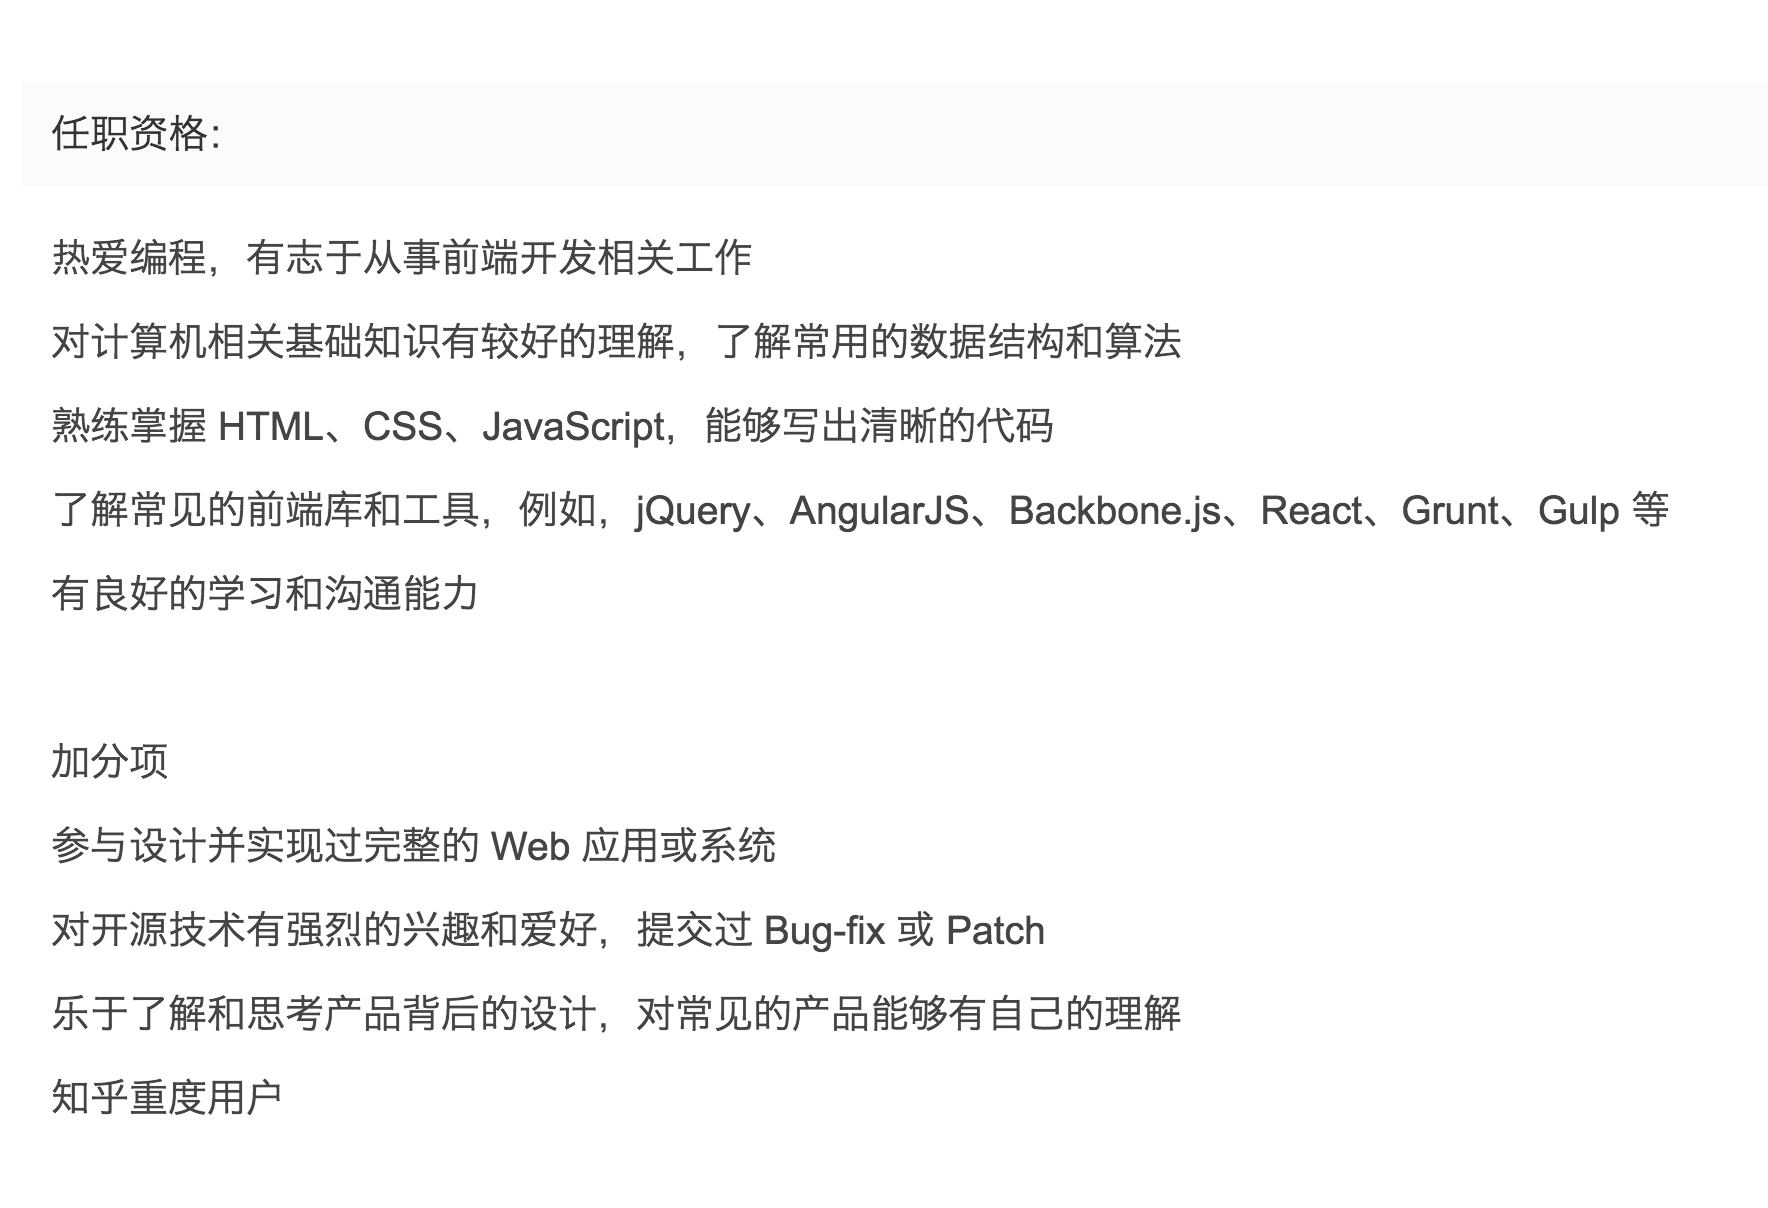 任职资格：
热爱编程，有志于从事前端开发相关工作
对计算机相关基础知识有较好的理解，了解常用的数据结构和算法
熟练掌握 HTML、CSS、JavaScript，能够写出清晰的代码
了解常见的前端库和工具，例如，jQuery、AngularJS、Backbone.js、React、Grunt、Gulp 等
有良好的学习和沟通能力
加分项
参与设计并实现过完整的 Web 应用或系统
对开源技术有强烈的兴趣和爱好，提交过 Bug-fix 或 Patch
乐于了解和思考产品背后的设计，对常见的产品能够有自己的理解
知乎重度用户